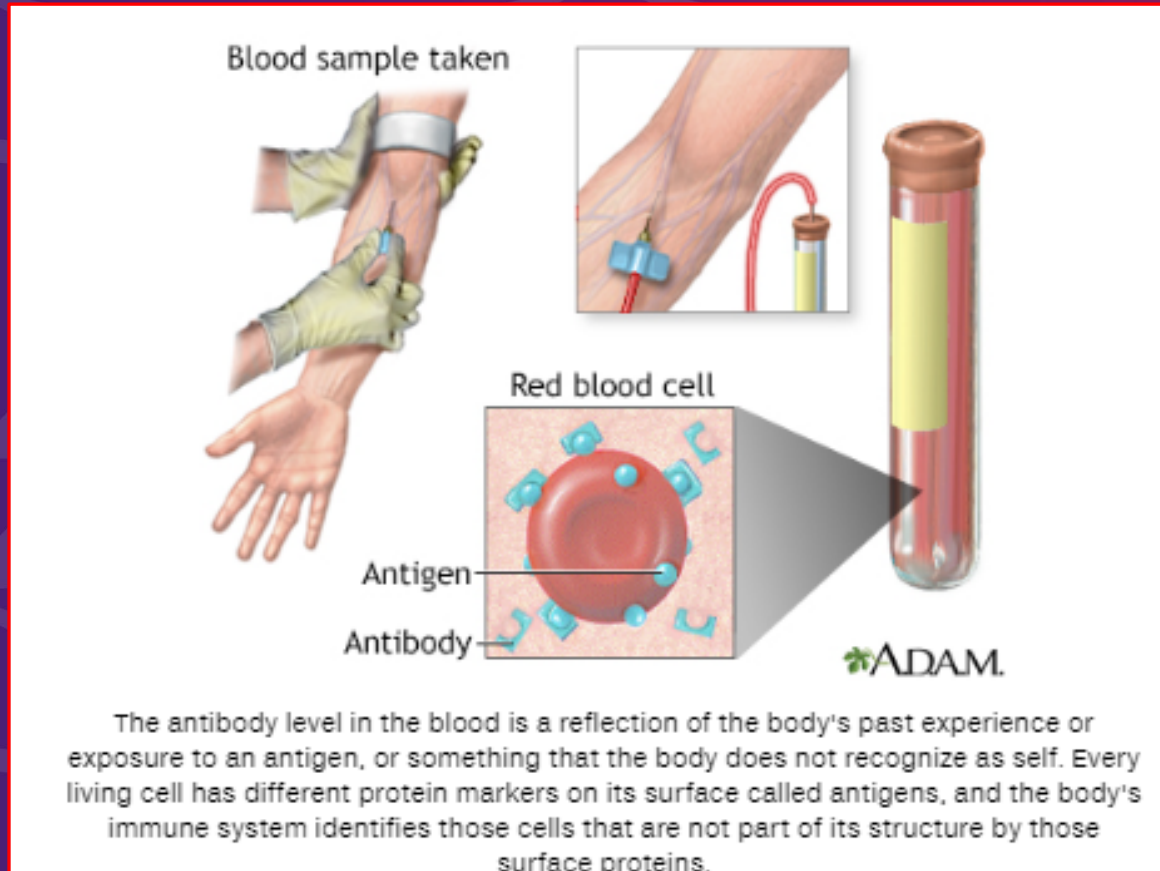 Blood sample taken
Red blood cell
Antigen
Antibody
ADAM.
The antibody level in the blood is a reflection of the body's past experience or
exposure to an antigen, or something that the body does not recognize as self. Every
living cell has different protein markers on its surface called antigens, and the body's
immune system identifies those cells that are not part of its structure by those
surface proteins.